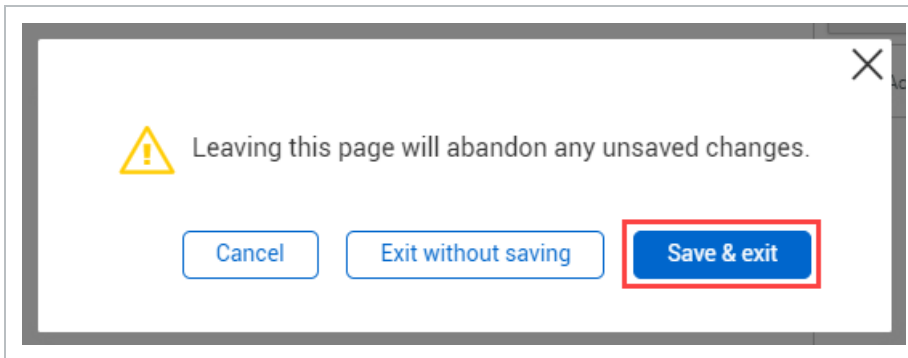 Leaving this page will abandon any unsaved changes.
Cancel
Exit without saving
Save & exit